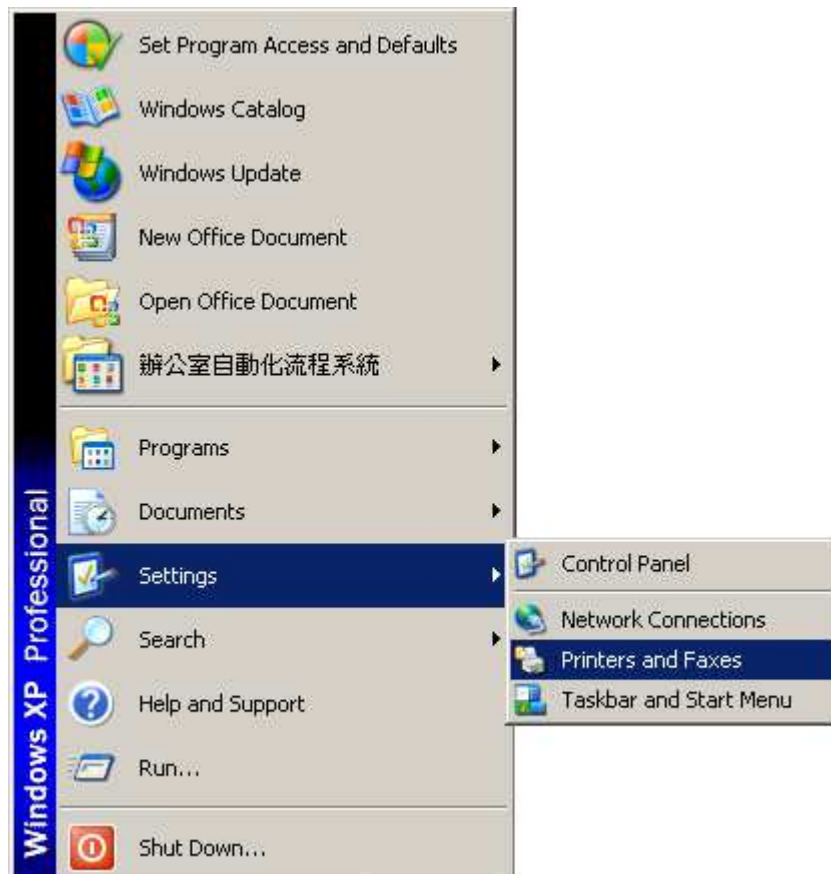 Set Program Access and Defaults
Windows Catalog
Windows Update
New Office Document
Open Office Document
辦公室自動化流程系統
Programs
Documents
Settings
Search
Help and Support
Run...
Shut Down...
Control Panel
Network Connections
Printers and Faxes
Taskbar and Start Menu
Windows XP Professional